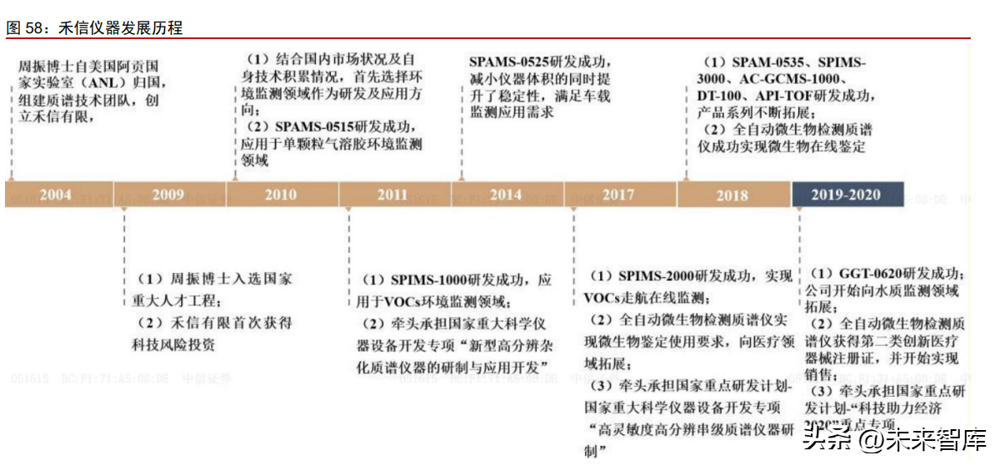 图 58：禾信仪器发展历程
周振博士自美国阿贡国
家实验室（ANL）归国，
组建质谱技术团队，创
立禾信有限，
（1）结合国内市场状况及自
身技术积累情况，首先选择环
境监测领域作为研发及应用方
向；
（2）SPAMS-0515研发成功，
应用于单颗粒气溶胶环境监测
领域
SPAMS-0525研发成功，
减小仪器体积的同时提
升了稳定性，满足车载
监测应用需求
（1）SPAM-0535、SPIMS-
3000、AC-GCMS-1000、
DT-100、API-TOF研发成功，
产品系列不断拓展；
（2）全自动微生物检测质谱
仪成功实现微生物在线鉴定
2004 2009 2010 2011 2014 2017 2018 2019-2020
（1）周振博士入选国家
重大人才工程；
（2）禾信有限首次获得
科技风险投资
（1）SPIMS-1000研发成功，应
用于VOCs环境监测领域；
（2）牵头承担国家重大科学仪
器设备开发专项“新型高分辨杂
化质谱仪器的研制与应用开发”
（1）SPIMS-2000研发成功，实现
VOCs走航在线监测；
（2）全自动微生物检测质谱仪实
现微生物鉴定使用要求，向医疗领
域拓展；
（3）牵头承担国家重点研发计划-
国家重大科学仪器设备开发专项
“高灵敏度高分辨串级质谱仪器研
制”
（1）GGT-0620研发成功；
公司开始向水质监测领域
拓展；
（2）全自动微生物检测质
谱仪获得第二类创新医疗
器械注册证，并开始实现
销售；
（3）牵头承担国家重点研
发计划-“科技助力经济
2020”重点专项
051615 BC:F1:71:A5:08:DE 中信证券
头条 @未来智库